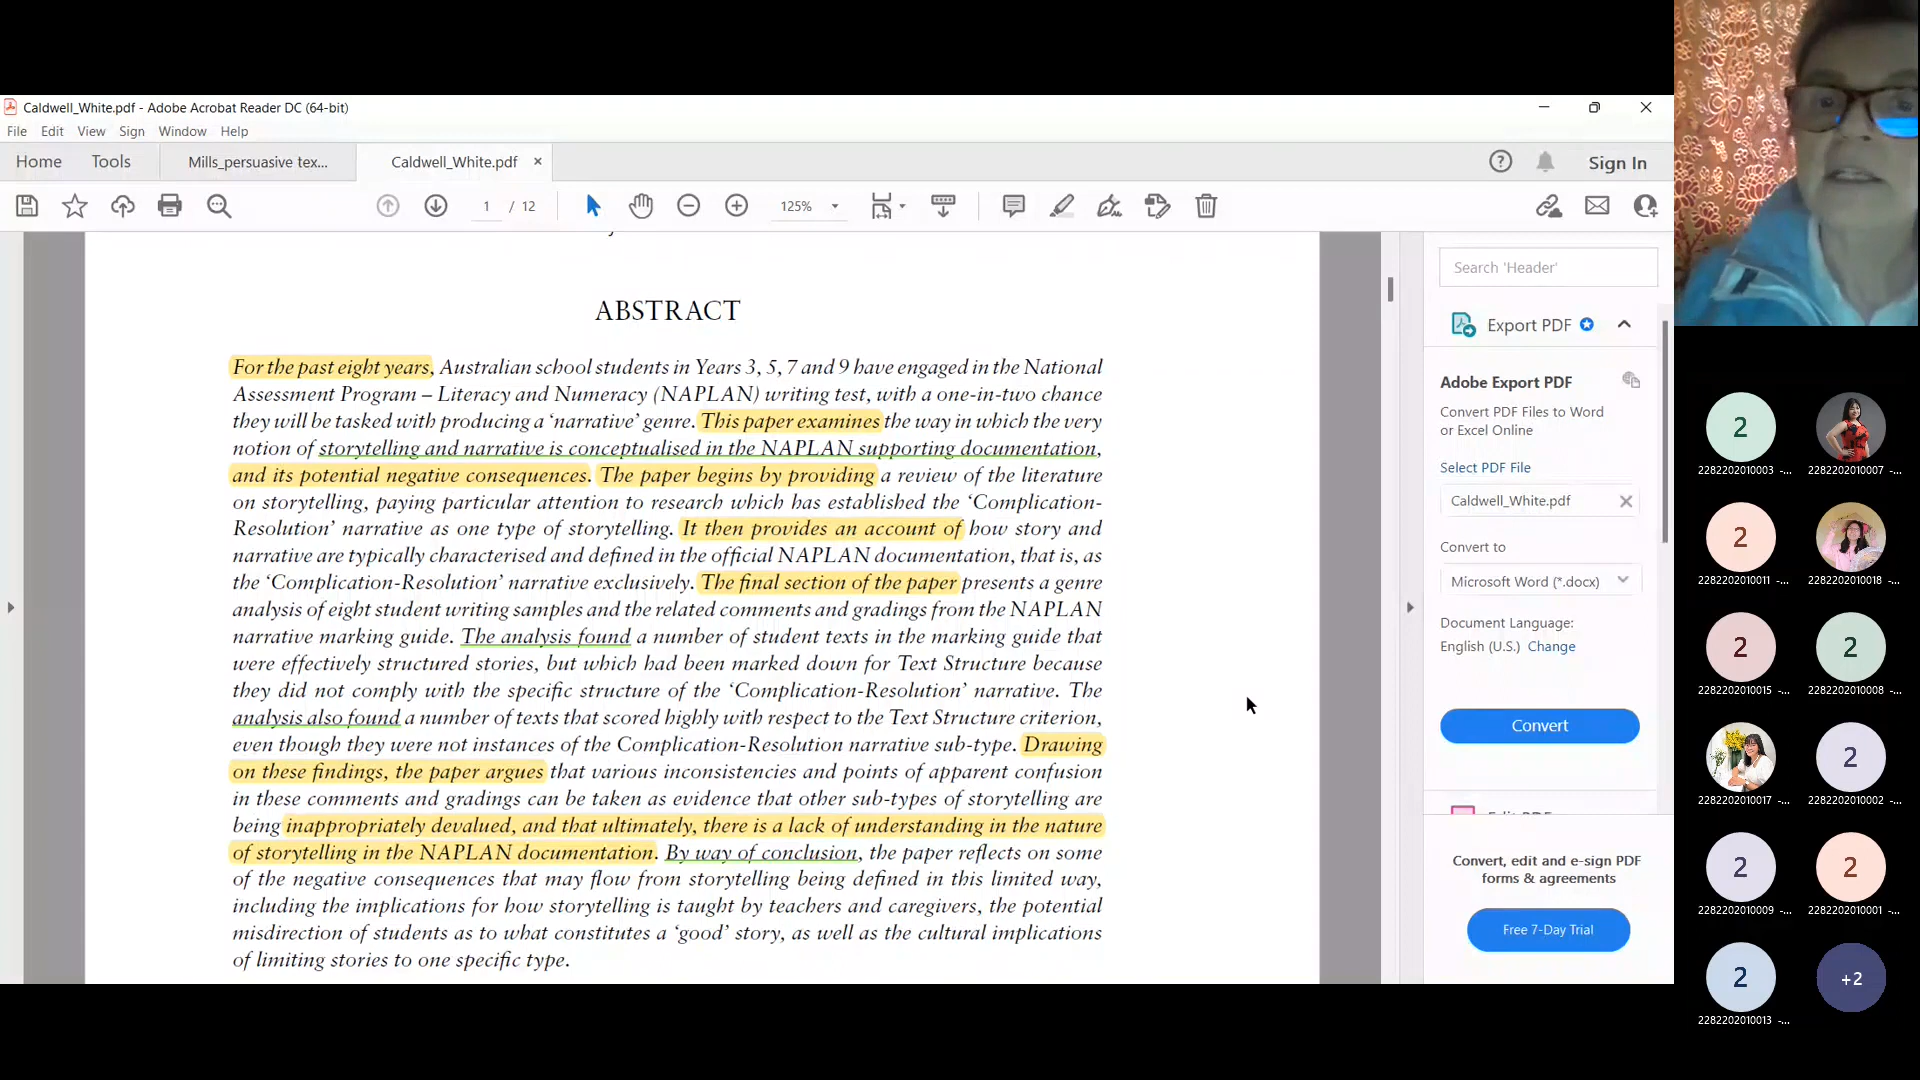 Caldwell_White.pdf - Adobe Acrobat Reader DC (64-bit)
File Edit View Sign Window Help
Home Tools Mills_persuasive tex... Caldwell_White.pdf Sign In
1 / 12 125%
ABSTRACT
For the past eight years, Australian school students in Years 3, 5, 7 and 9 have engaged in the National
Assessment Program – Literacy and Numeracy (NAPLAN) writing test, with a one-in-two chance
they will be tasked with producing a ‘narrative’ genre. This paper examines the way in which the very
notion of storytelling and narrative is conceptualised in the NAPLAN supporting documentation,
and its potential negative consequences. The paper begins by providing a review of the literature
on storytelling, paying particular attention to research which has established the ‘Complication-
Resolution’ narrative as one type of storytelling. It then provides an account of how story and
narrative are typically characterised and defined in the official NAPLAN documentation, that is, as
the ‘Complication-Resolution’ narrative exclusively. The final section of the paper presents a genre
analysis of eight student writing samples and the related comments and gradings from the NAPLAN
narrative marking guide. The analysis found a number of student texts in the marking guide that
were effectively structured stories, but which had been marked down for Text Structure because
they did not comply with the specific structure of the ‘Complication-Resolution’ narrative. The
analysis also found a number of texts that scored highly with respect to the Text Structure criterion,
even though they were not instances of the Complication-Resolution narrative sub-type. Drawing
on these findings, the paper argues that various inconsistencies and points of apparent confusion
in these comments and gradings can be taken as evidence that other sub-types of storytelling are
being inappropriately devalued, and that ultimately, there is a lack of understanding in the nature
of storytelling in the NAPLAN documentation. By way of conclusion, the paper reflects on some
of the negative consequences that may flow from storytelling being defined in this limited way,
including the implications for how storytelling is taught by teachers and caregivers, the potential
misdirection of students as to what constitutes a ‘good’ story, as well as the cultural implications
of limiting stories to one specific type.
Search 'Header'
Export PDF
Adobe Export PDF
Convert PDF Files to Word
or Excel Online
Select PDF File
Caldwell_White.pdf
Convert to
Microsoft Word (*.docx)
Document Language:
English (U.S.) Change
Convert
Convert, edit and e-sign PDF
forms & agreements
Free 7-Day Trial
2
2282202010003 -... 2282202010007 -...
2
2282202010011 -... 2282202010018 -...
2 2
2282202010015 -... 2282202010008 -...
2
2282202010017 -... 2282202010002 -...
2 2
2282202010009 -... 2282202010001 -...
2 +2
2282202010013 -...